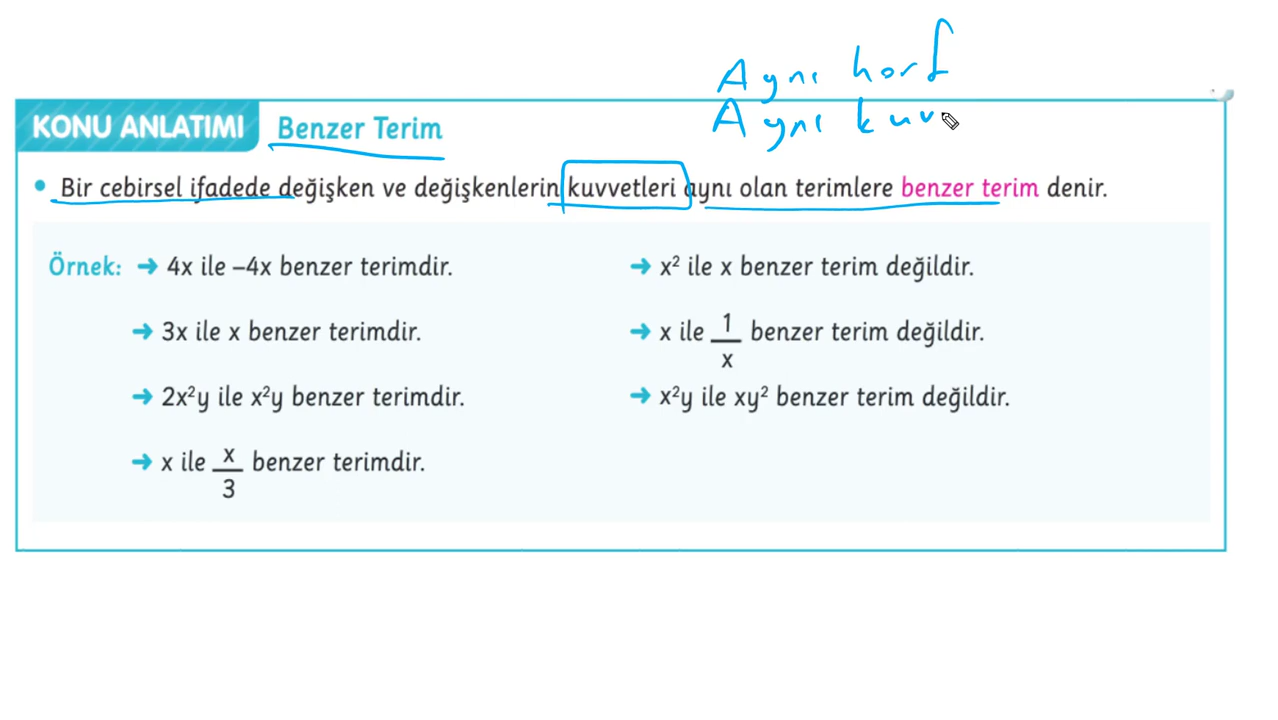 Aynı harf
Aynı kuv
KONU ANLATIMI Benzer Terim
• Bir cebirsel ifadede değişken ve değişkenlerin kuvvetleri aynı olan terimlere benzer terim denir.
Örnek: → 4x ile –4x benzer terimdir.
→ 3x ile x benzer terimdir.
→ 2x²y ile x²y benzer terimdir.
→ x ile x/3 benzer terimdir.
→ x² ile x benzer terim değildir.
→ x ile 1/x benzer terim değildir.
→ x²y ile xy² benzer terim değildir.